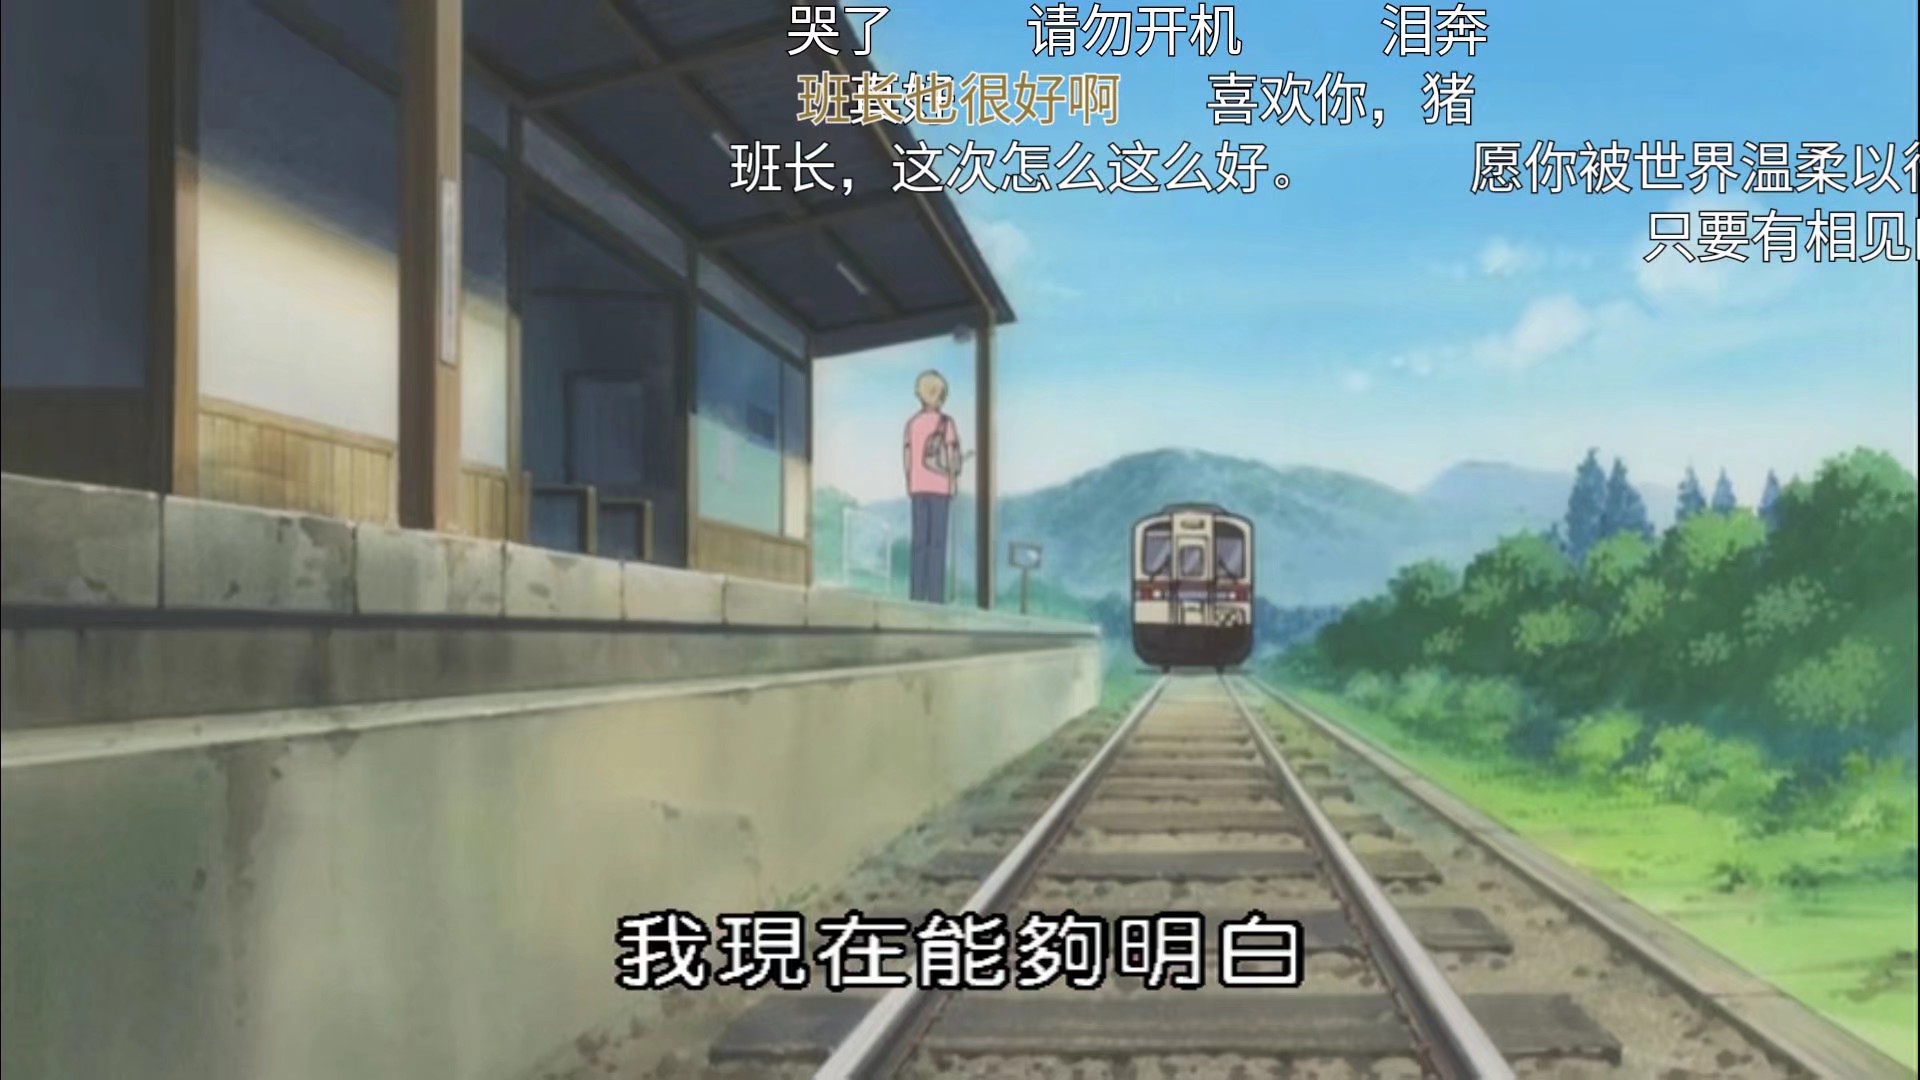 哭了 请勿开机 泪奔
班长也很好啊 喜欢你，猪
班长，这次怎么这么好。 愿你被世界温柔以
只要有相见
我現在能夠明白